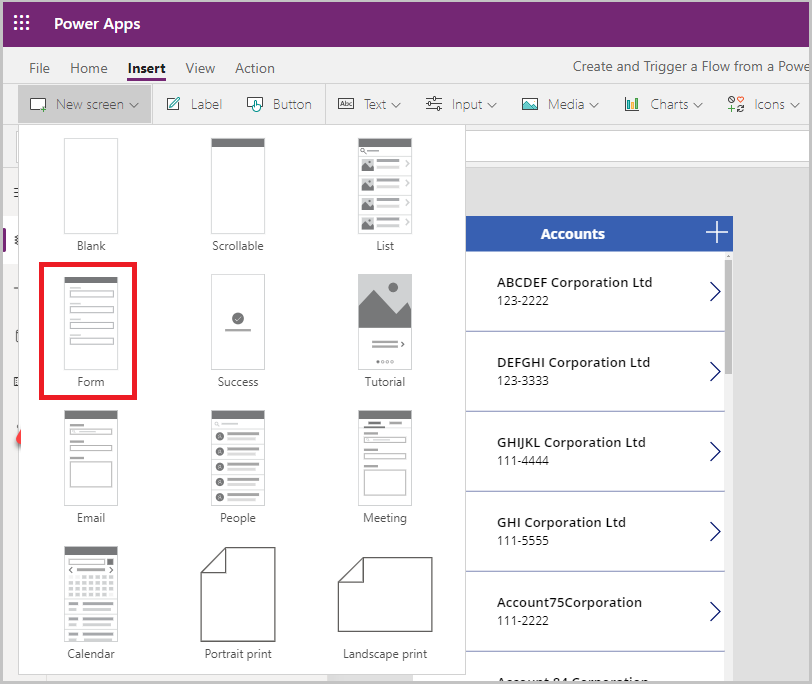 Power Apps
File Home Insert View Action
Create and Trigger a Flow from a Powe
New screen Label Button Text Input Media Charts Icons
Blank Scrollable List
Form Success Tutorial
Email People Meeting
Calendar Portrait print Landscape print
Accounts
ABCDEF Corporation Ltd
123-2222
DEFGHI Corporation Ltd
123-3333
GHIJKL Corporation Ltd
111-4444
GHI Corporation Ltd
111-5555
Account75Corporation
111-2222